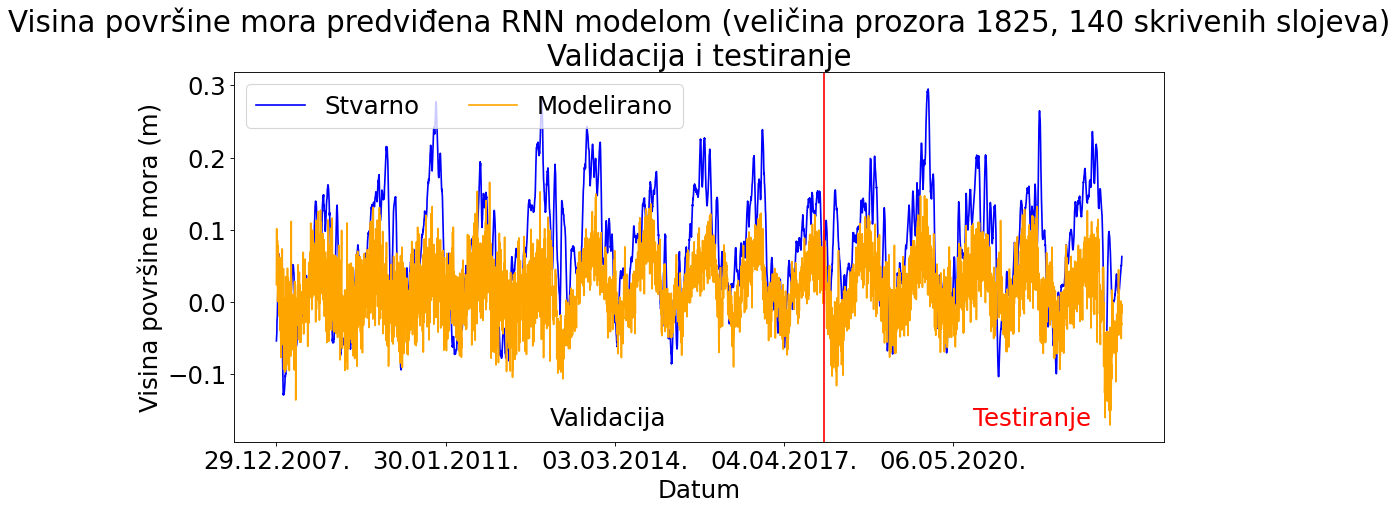 Visina površine mora predviđena RNN modelom (veličina prozora 1825, 140 skrivenih slojeva)
Validacija i testiranje
Stvarno Modelirano
Visina površine mora (m)
0.3
0.2
0.1
0.0
−0.1
Validacija Testiranje
29.12.2007. 30.01.2011. 03.03.2014. 04.04.2017. 06.05.2020.
Datum